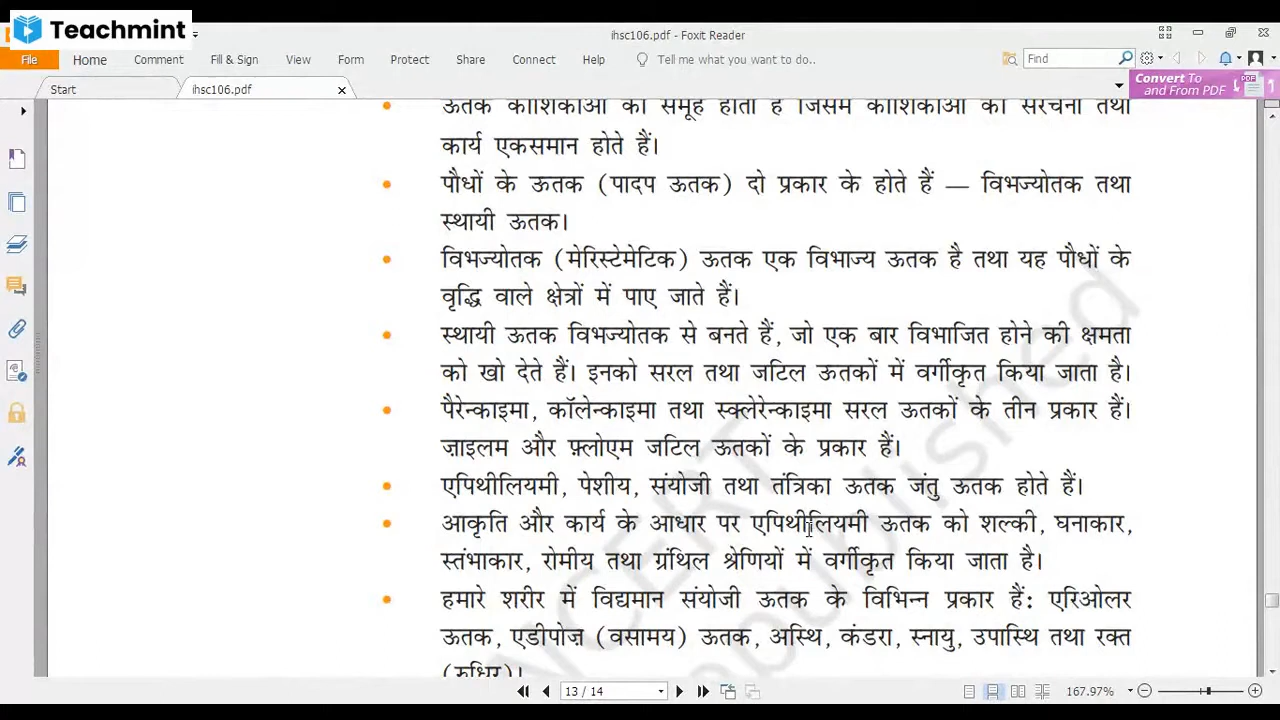 Teachmint
ihsc106.pdf - Foxit Reader
File Home Comment Fill & Sign View Form Protect Share Connect Help Tell me what you want to do.. Find
Start ihsc106.pdf
Convert To
and From PDF
ऊतक कोशिकाओं का समूह होता है जिसमें कोशिकाओं की संरचना तथा
कार्य एकसमान होते हैं।
• पौधों के ऊतक (पादप ऊतक) दो प्रकार के होते हैं — विभज्योतक तथा
स्थायी ऊतक।
• विभज्योतक (मेरिस्टेमेटिक) ऊतक एक विभाज्य ऊतक है तथा यह पौधों के
वृद्धि वाले क्षेत्रों में पाए जाते हैं।
• स्थायी ऊतक विभज्योतक से बनते हैं, जो एक बार विभाजित होने की क्षमता
को खो देते हैं। इनको सरल तथा जटिल ऊतकों में वर्गीकृत किया जाता है।
• पैरेन्काइमा, कॉलेन्काइमा तथा स्क्लेरेन्काइमा सरल ऊतकों के तीन प्रकार हैं।
ज़ाइलम और फ़्लोएम जटिल ऊतकों के प्रकार हैं।
• एपिथीलियमी, पेशीय, संयोजी तथा तंत्रिका ऊतक जंतु ऊतक होते हैं।
• आकृति और कार्य के आधार पर एपिथीलियमी ऊतक को शल्की, घनाकार,
स्तंभाकार, रोमीय तथा ग्रंथिल श्रेणियों में वर्गीकृत किया जाता है।
• हमारे शरीर में विद्यमान संयोजी ऊतक के विभिन्न प्रकार हैं: एरिओलर
ऊतक, एडीपोज़ (वसामय) ऊतक, अस्थि, कंडरा, स्नायु, उपास्थि तथा रक्त
(रुधिर)।
13 / 14 167.97%